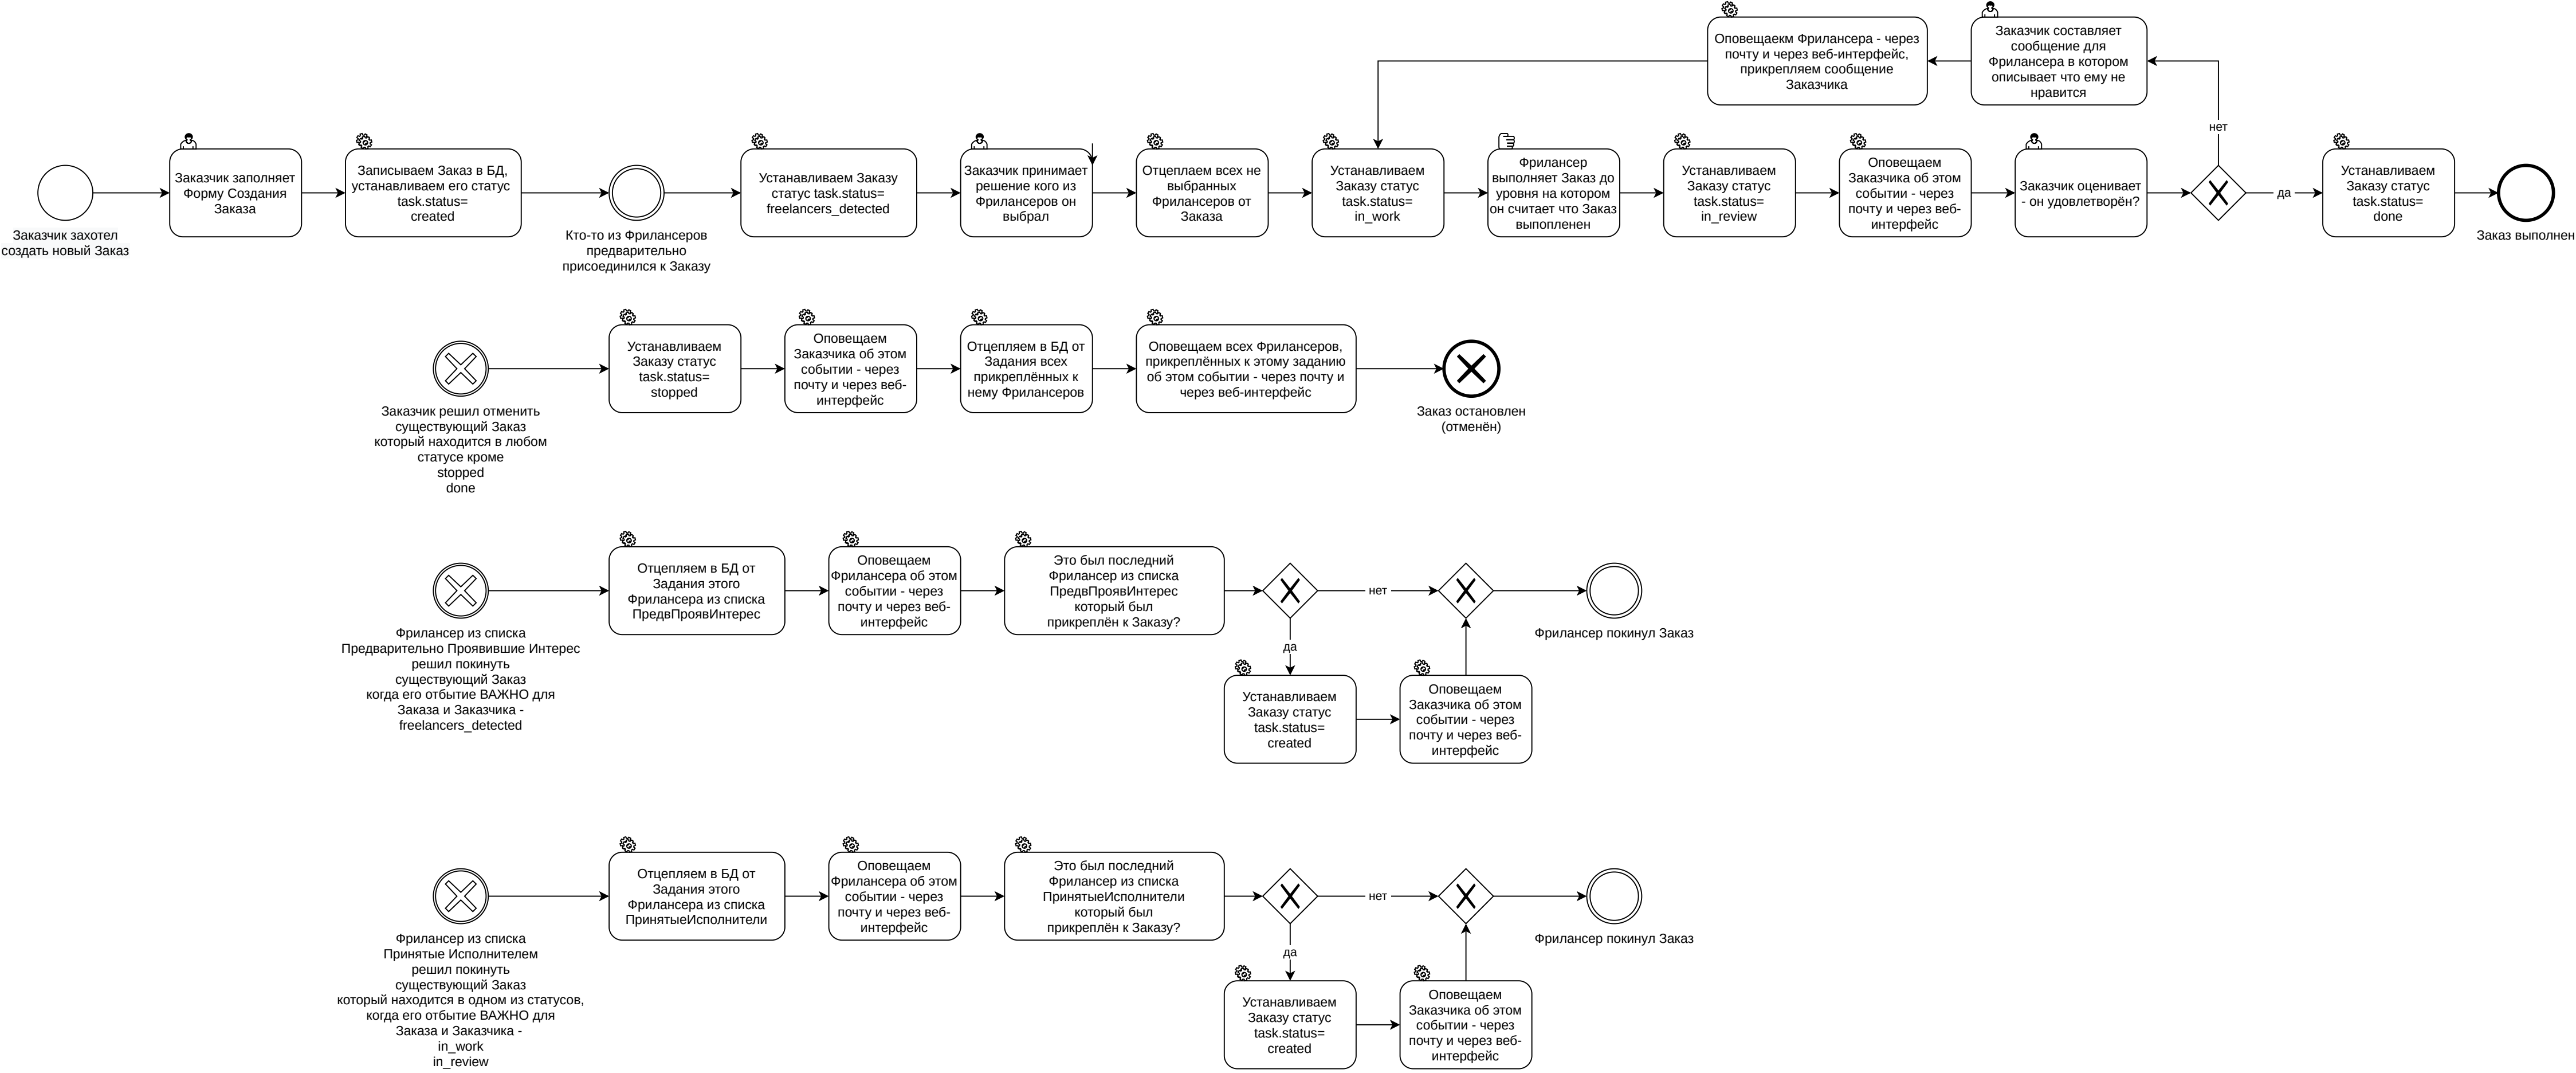 Оповещаекм Фрилансера - через
почту и через веб-интерфейс,
прикрепляем сообщение
Заказчика
Заказчик составляет
сообщение для
Фрилансера в котором
описывает что ему не
нравится
нет
Заказчик захотел
создать новый Заказ
Заказчик заполняет
Форму Создания
Заказа
Записываем Заказ в БД,
устанавливаем его статус
task.status=
created
Кто-то из Фрилансеров
предварительно
присоединился к Заказу
Устанавливаем Заказу
статус task.status=
freelancers_detected
Заказчик принимает
решение кого из
Фрилансеров он
выбрал
Отцеплаем всех не
выбранных
Фрилансеров от
Заказа
Устанавливаем
Заказу статус
task.status=
in_work
Фрилансер
выполняет Заказ до
уровня на котором
он считает что Заказ
выпопленен
Устанавливаем
Заказу статус
task.status=
in_review
Оповещаем
Заказчика об этом
событии - через
почту и через веб-
интерфейс
Заказчик оценивает
- он удовлетворён?
да
Устанавливаем
Заказу статус
task.status=
done
Заказ выполнен
Заказчик решил отменить
существующий Заказ
который находится в любом
статусе кроме
stopped
done
Устанавливаем
Заказу статус
task.status=
stopped
Оповещаем
Заказчика об этом
событии - через
почту и через веб-
интерфейс
Отцепляем в БД от
Задания всех
прикреплённых к
нему Фрилансеров
Оповещаем всех Фрилансеров,
прикреплённых к этому заданию
об этом событии - через почту и
через веб-интерфейс
Заказ остановлен
(отменён)
Фрилансер из списка
Предварительно Проявившие Интерес
решил покинуть
существующий Заказ
когда его отбытие ВАЖНО для
Заказа и Заказчика -
freelancers_detected
Отцепляем в БД от
Задания этого
Фрилансера из списка
ПредвПроявИнтерес
Оповещаем
Фрилансера об этом
событии - через
почту и через веб-
интерфейс
Это был последний
Фрилансер из списка
ПредвПроявИнтерес
который был
прикреплён к Заказу?
нет
да
Фрилансер покинул Заказ
Устанавливаем
Заказу статус
task.status=
created
Оповещаем
Заказчика об этом
событии - через
почту и через веб-
интерфейс
Фрилансер из списка
Принятые Исполнителем
решил покинуть
существующий Заказ
который находится в одном из статусов,
когда его отбытие ВАЖНО для
Заказа и Заказчика -
in_work
in_review
Отцепляем в БД от
Задания этого
Фрилансера из списка
ПринятыеИсполнители
Оповещаем
Фрилансера об этом
событии - через
почту и через веб-
интерфейс
Это был последний
Фрилансер из списка
ПринятыеИсполнители
который был
прикреплён к Заказу?
нет
да
Фрилансер покинул Заказ
Устанавливаем
Заказу статус
task.status=
created
Оповещаем
Заказчика об этом
событии - через
почту и через веб-
интерфейс